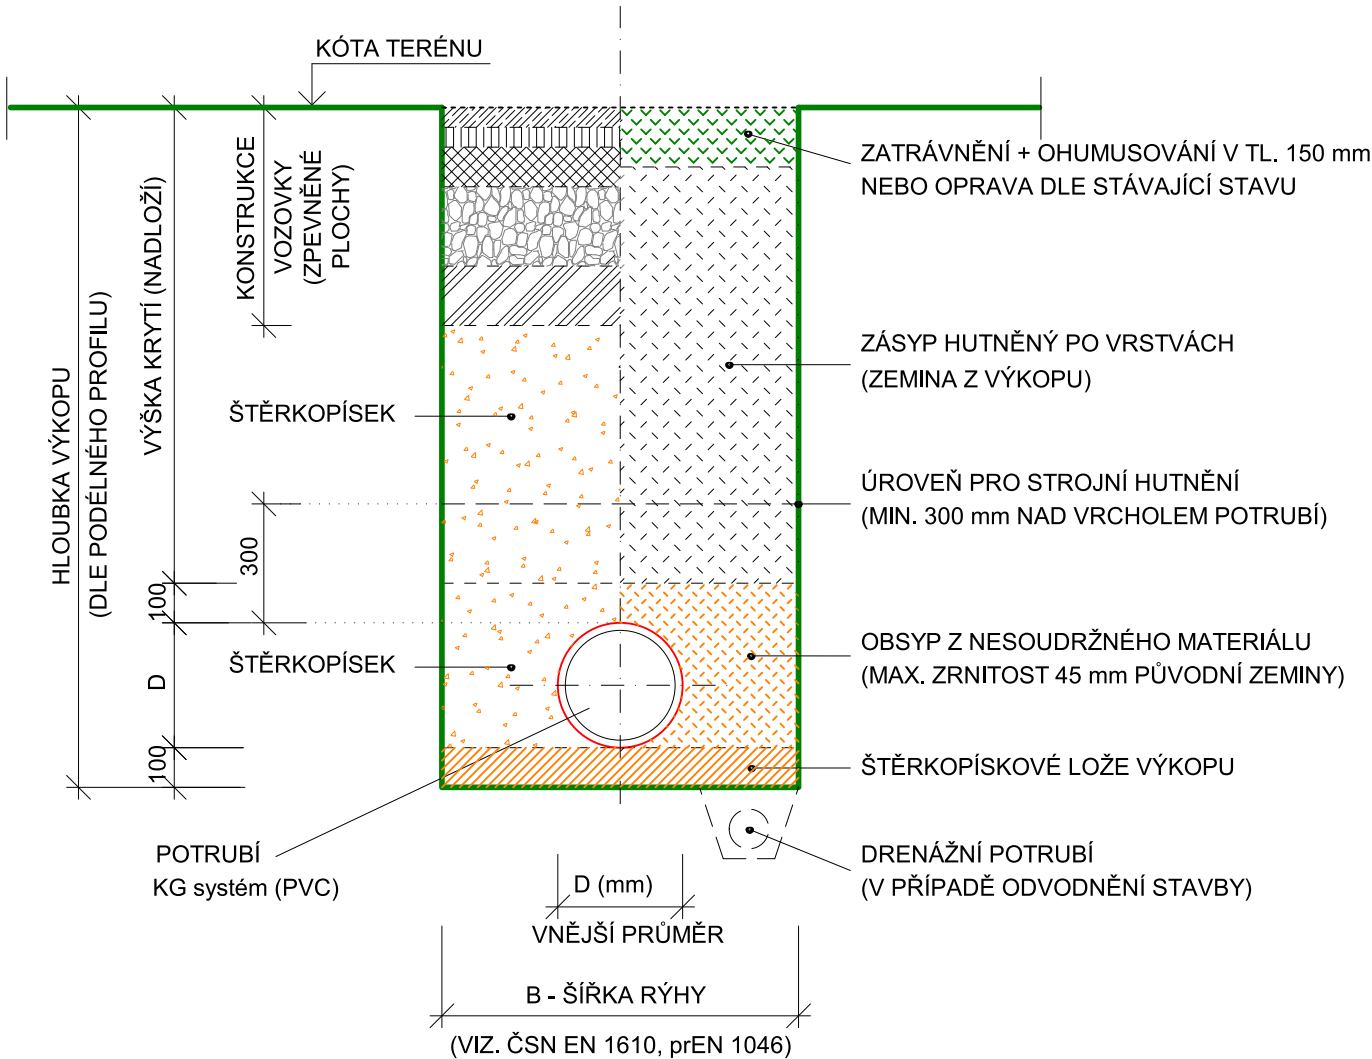 KÓTA TERÉNU
HLOUBKA VÝKOPU
(DLE PODÉLNÉHO PROFILU)
VÝŠKA KRYTÍ (NADLOŽÍ)
KONSTRUKCE
VOZOVKY
(ZPEVNĚNÉ
PLOCHY)
ZATRÁVNĚNÍ + OHUMUSOVÁNÍ V TL. 150 mm
NEBO OPRAVA DLE STÁVAJÍCÍ STAVU
ZÁSYP HUTNĚNÝ PO VRSTVÁCH
(ZEMINA Z VÝKOPU)
ŠTĚRKOPÍSEK
ÚROVEŇ PRO STROJNÍ HUTNĚNÍ
(MIN. 300 mm NAD VRCHOLEM POTRUBÍ)
300
100
OBSYP Z NESOUDRŽNÉHO MATERIÁLU
(MAX. ZRNITOST 45 mm PŮVODNÍ ZEMINY)
ŠTĚRKOPÍSEK
D
100
ŠTĚRKOPÍSKOVÉ LOŽE VÝKOPU
POTRUBÍ
KG systém (PVC)
DRENÁŽNÍ POTRUBÍ
(V PŘÍPADĚ ODVODNĚNÍ STAVBY)
D (mm)
VNĚJŠÍ PRŮMĚR
B - ŠÍŘKA RÝHY
(VIZ. ČSN EN 1610, prEN 1046)